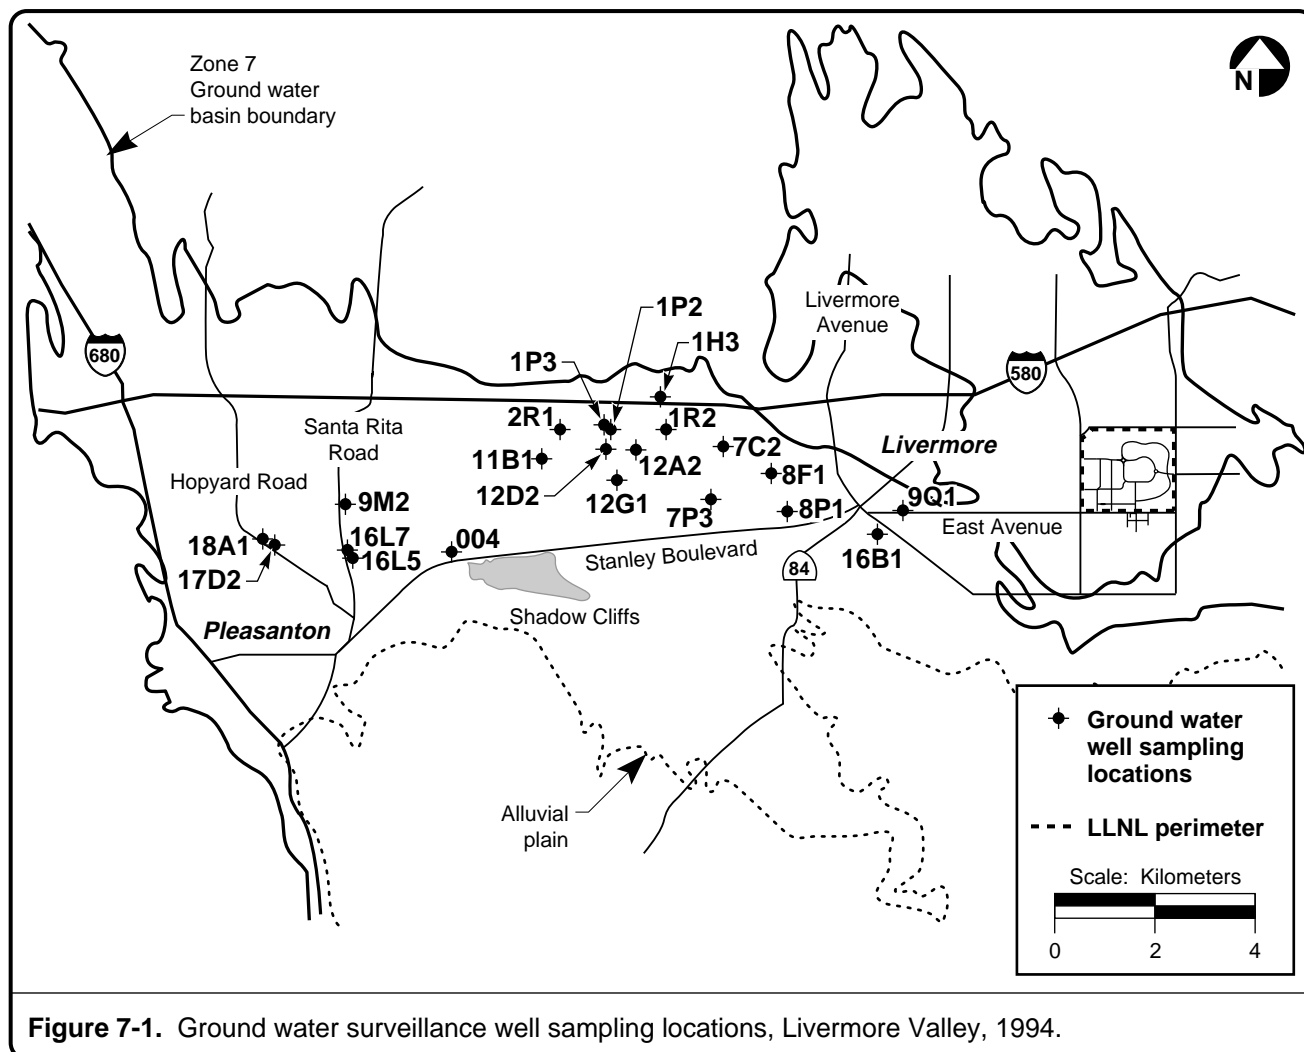 Zone 7
Ground water
basin boundary
N
1P2
1H3
1P3
Livermore
Avenue
680
580
2R1
1R2
Santa Rita
Road
Livermore
7C2
11B1
12A2
Hopyard Road
8F1
12D2
12G1
9M2
7P3
9Q1
8P1
East Avenue
18A1
16L7
004
16L5
Stanley Boulevard
16B1
17D2
84
Shadow Cliffs
Pleasanton
Alluvial
plain
Ground water
well sampling
locations
LLNL perimeter
Scale: Kilometers
0 2 4
Figure 7-1. Ground water surveillance well sampling locations, Livermore Valley, 1994.